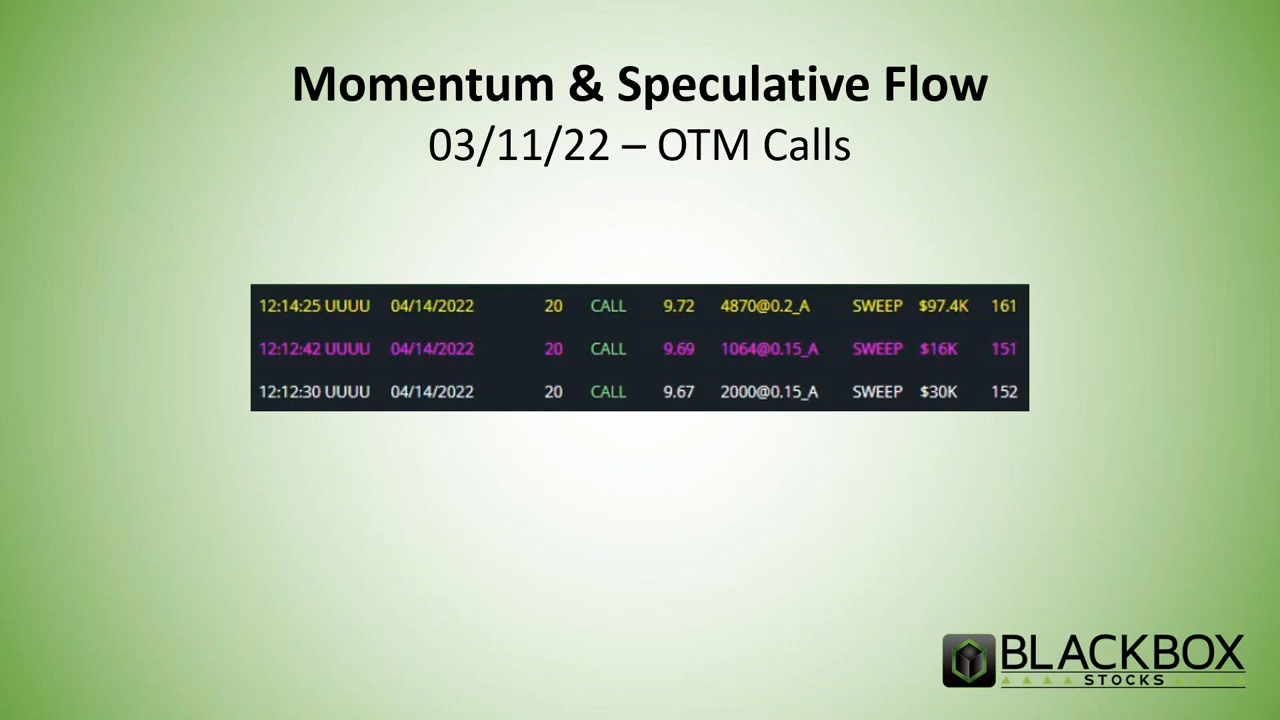 Momentum & Speculative Flow
03/11/22 – OTM Calls
12:14:25 UUUU 04/14/2022 20 CALL 9.72 4870@0.2_A SWEEP $97.4K 161
12:12:42 UUUU 04/14/2022 20 CALL 9.69 1064@0.15_A SWEEP $16K 151
12:12:30 UUUU 04/14/2022 20 CALL 9.67 2000@0.15_A SWEEP $30K 152
BLACKBOX
STOCKS